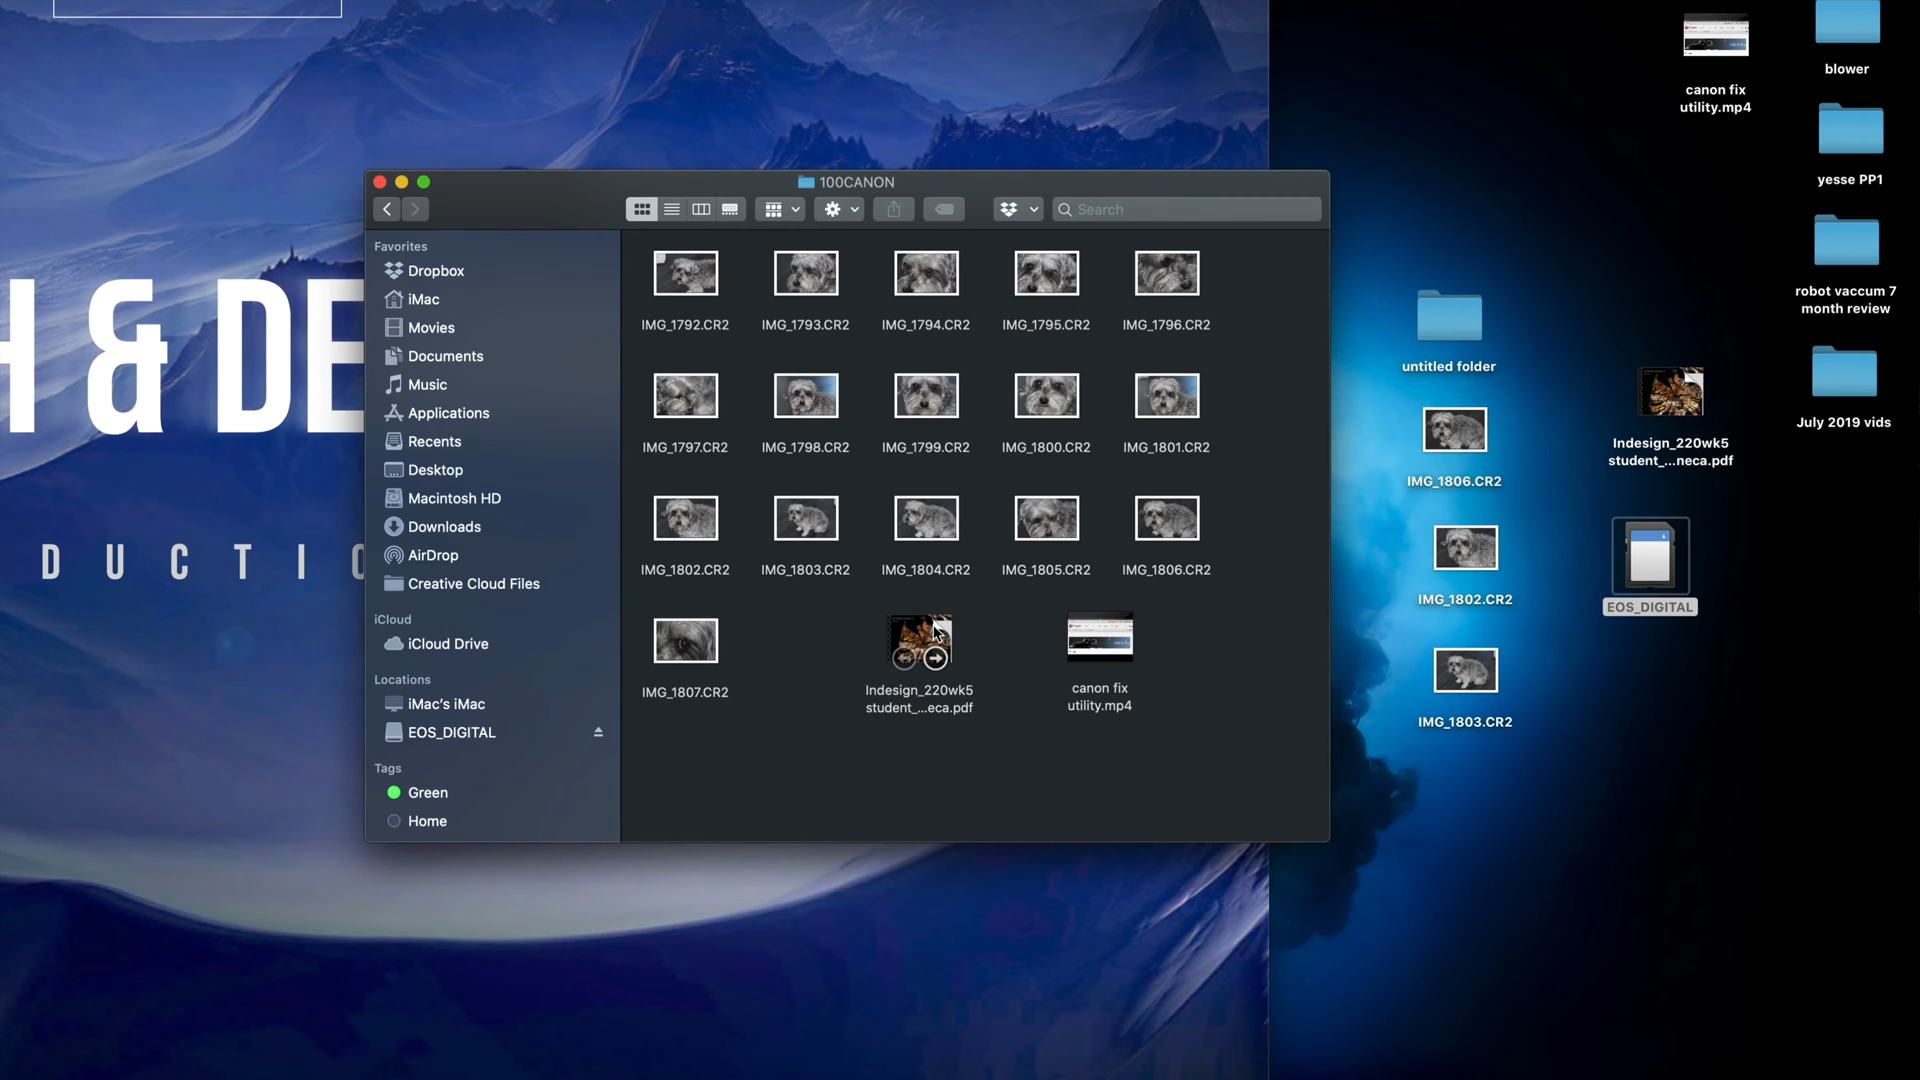 H & DE
DUCTIO
100CANON
Search
Favorites
Dropbox
iMac
Movies
Documents
Music
Applications
Recents
Desktop
Macintosh HD
Downloads
AirDrop
Creative Cloud Files
iCloud
iCloud Drive
Locations
iMac's iMac
EOS_DIGITAL
Tags
Green
Home
IMG_1792.CR2
IMG_1793.CR2
IMG_1794.CR2
IMG_1795.CR2
IMG_1796.CR2
IMG_1797.CR2
IMG_1798.CR2
IMG_1799.CR2
IMG_1800.CR2
IMG_1801.CR2
IMG_1802.CR2
IMG_1803.CR2
IMG_1804.CR2
IMG_1805.CR2
IMG_1806.CR2
IMG_1807.CR2
Indesign_220wk5
student_...eca.pdf
canon fix
utility.mp4
canon fix
utility.mp4
blower
yesse PP1
robot vaccum 7
month review
July 2019 vids
untitled folder
IMG_1806.CR2
IMG_1802.CR2
IMG_1803.CR2
Indesign_220wk5
student_...neca.pdf
EOS_DIGITAL